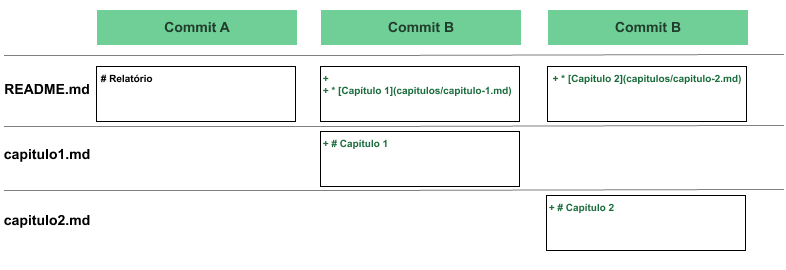 Commit A
Commit B
Commit B
README.md
# Relatório
+
+ * [Capítulo 1](capitulos/capitulo-1.md)
+ * [Capítulo 2](capitulos/capitulo-2.md)
capitulo1.md
+ # Capítulo 1
capitulo2.md
+ # Capítulo 2